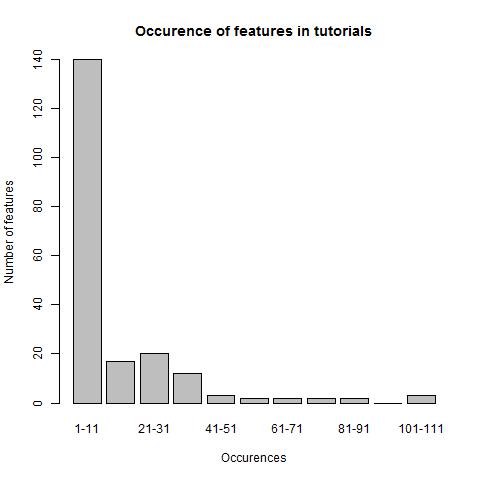 Occurence of features in tutorials
Number of features
140
120
100
80
60
40
20
0
1-11 21-31 41-51 61-71 81-91 101-111
Occurences